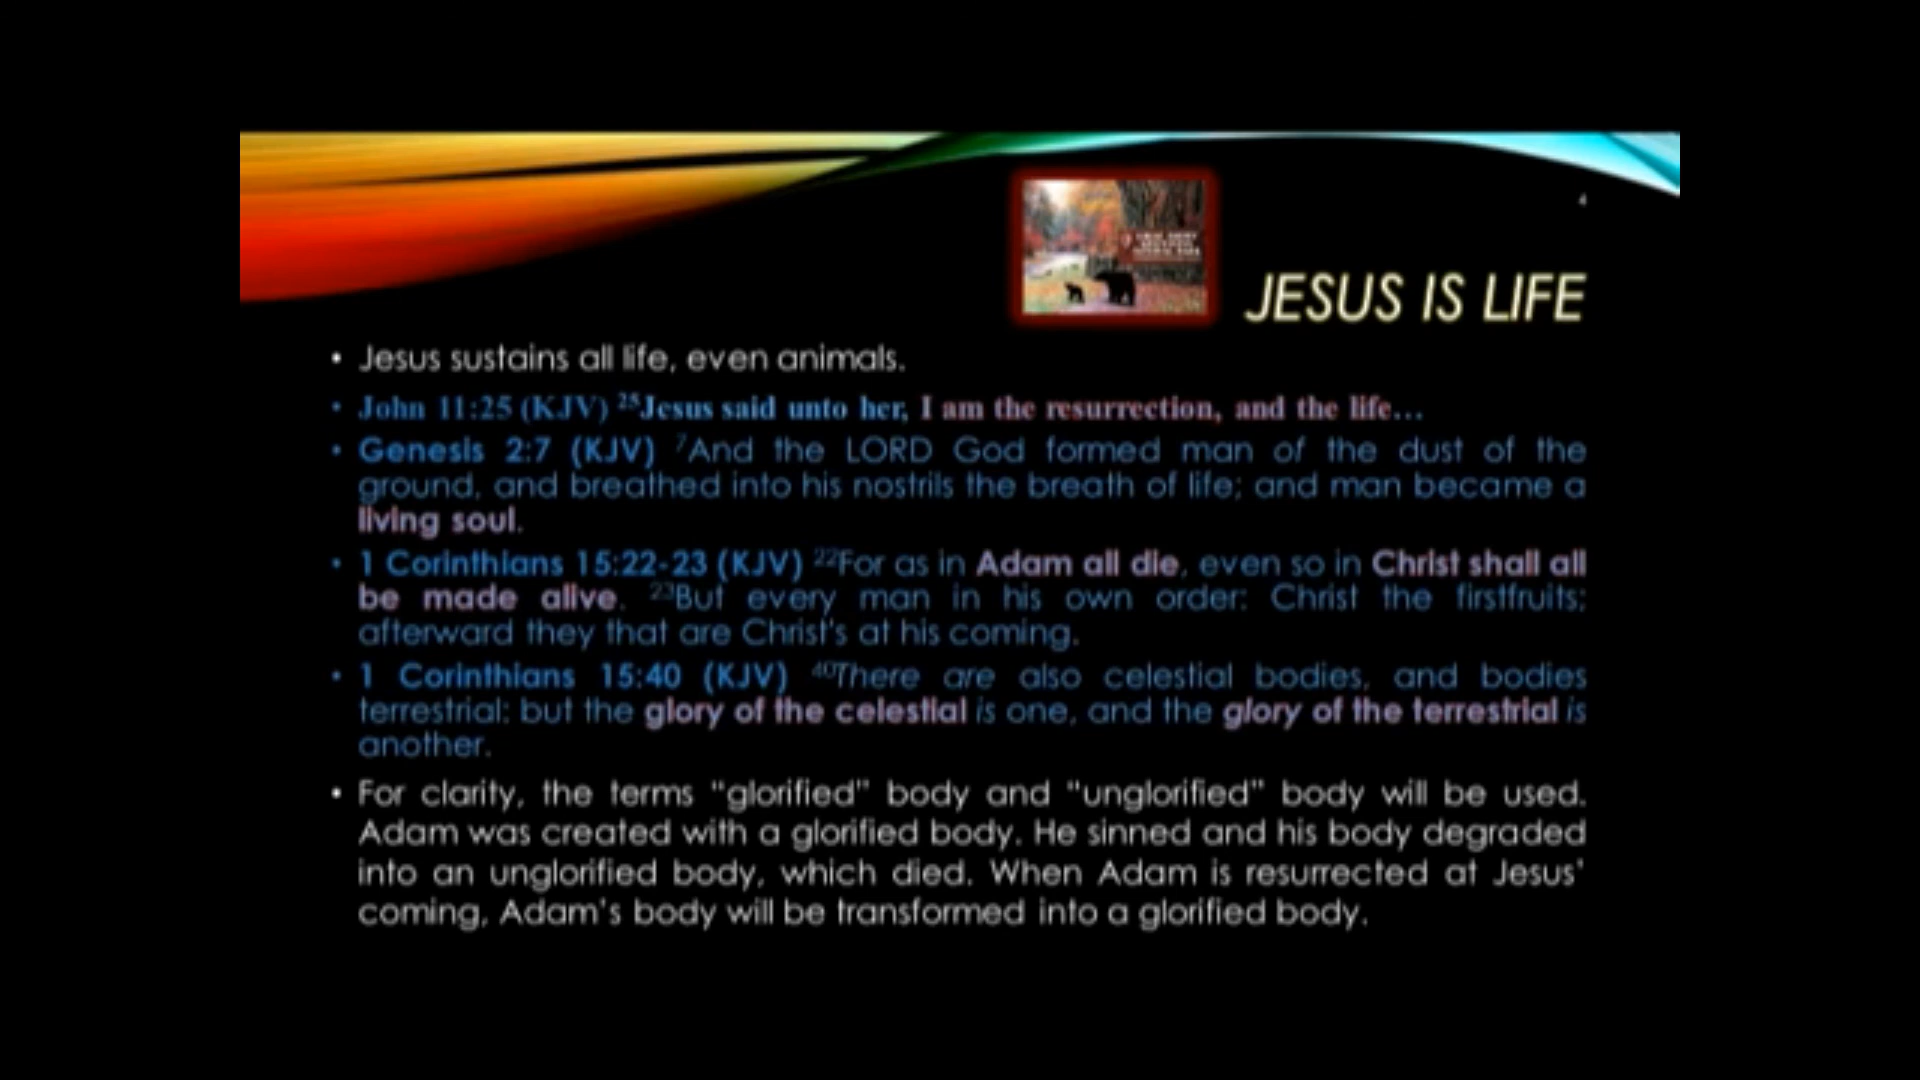 4
JESUS IS LIFE
• Jesus sustains all life, even animals.
• John 11:25 (KJV) 25Jesus said unto her, I am the resurrection, and the life…
• Genesis 2:7 (KJV) 7And the LORD God formed man of the dust of the
ground, and breathed into his nostrils the breath of life; and man became a
living soul.
• 1 Corinthians 15:22-23 (KJV) 22For as in Adam all die, even so in Christ shall all
be made alive. 23But every man in his own order: Christ the firstfruits;
afterward they that are Christ's at his coming.
• 1 Corinthians 15:40 (KJV) 40There are also celestial bodies, and bodies
terrestrial: but the glory of the celestial is one, and the glory of the terrestrial is
another.
• For clarity, the terms “glorified” body and “unglorified” body will be used.
Adam was created with a glorified body. He sinned and his body degraded
into an unglorified body, which died. When Adam is resurrected at Jesus’
coming, Adam’s body will be transformed into a glorified body.